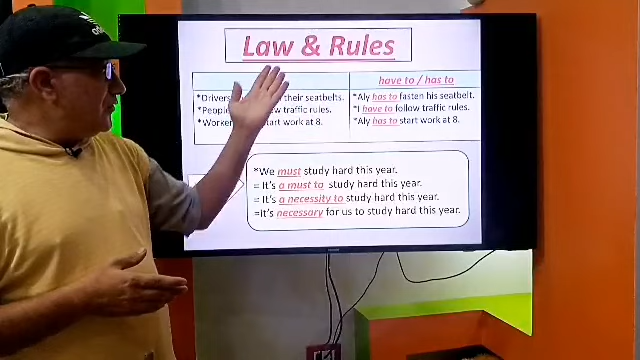 Law & Rules
have to / has to
*Drivers their seatbelts.
*People traffic rules.
*Worker start work at 8.
*Aly has to fasten his seatbelt.
*I have to follow traffic rules.
*Aly has to start work at 8.
*We must study hard this year.
= It's a must to study hard this year.
= It's a necessity to study hard this year.
=It's necessary for us to study hard this year.